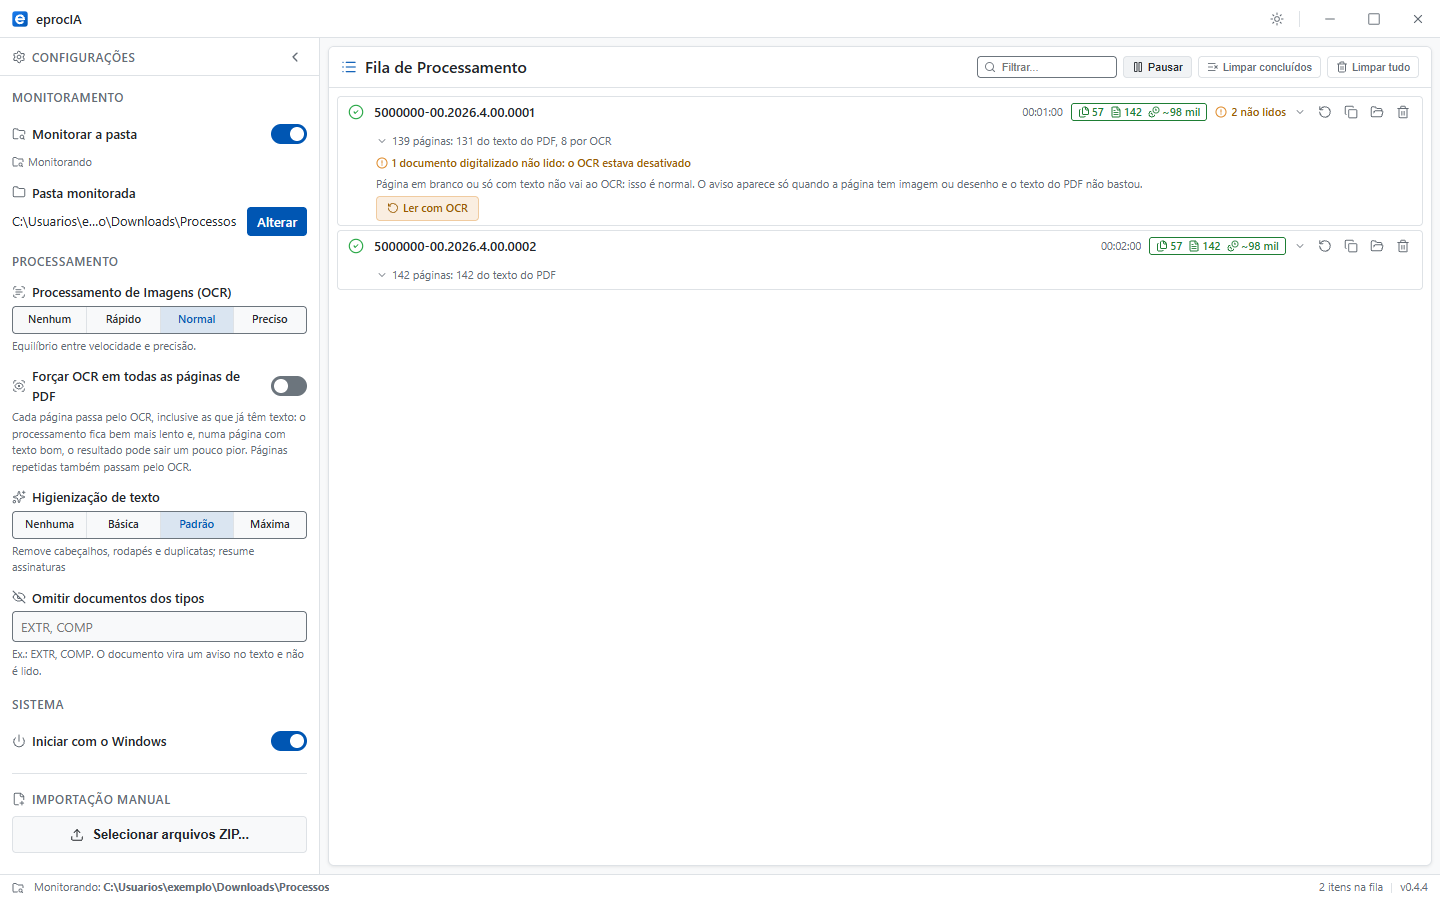 eprocIA
CONFIGURAÇÕES
MONITORAMENTO
Monitorar a pasta
Monitorando
Pasta monitorada
C:\Usuarios\e...o\Downloads\Processos
Alterar
PROCESSAMENTO
Processamento de Imagens (OCR)
Nenhum Rápido Normal Preciso
Equilíbrio entre velocidade e precisão.
Forçar OCR em todas as páginas de
PDF
Cada página passa pelo OCR, inclusive as que já têm texto: o
processamento fica bem mais lento e, numa página com
texto bom, o resultado pode sair um pouco pior. Páginas
repetidas também passam pelo OCR.
Higienização de texto
Nenhuma Básica Padrão Máxima
Remove cabeçalhos, rodapés e duplicatas; resume
assinaturas
Omitir documentos dos tipos
EXTR, COMP
Ex.: EXTR, COMP. O documento vira um aviso no texto e não
é lido.
SISTEMA
Iniciar com o Windows
IMPORTAÇÃO MANUAL
Selecionar arquivos ZIP...
Fila de Processamento
Filtrar...
Pausar
Limpar concluídos
Limpar tudo
5000000-00.2026.4.00.0001
00:01:00 57 142 ~98 mil 2 não lidos
139 páginas: 131 do texto do PDF, 8 por OCR
1 documento digitalizado não lido: o OCR estava desativado
Página em branco ou só com texto não vai ao OCR: isso é normal. O aviso aparece só quando a página tem imagem ou desenho e o texto do PDF não bastou.
Ler com OCR
5000000-00.2026.4.00.0002
00:02:00 57 142 ~98 mil
142 páginas: 142 do texto do PDF
Monitorando: C:\Usuarios\exemplo\Downloads\Processos
2 itens na fila
v0.4.4